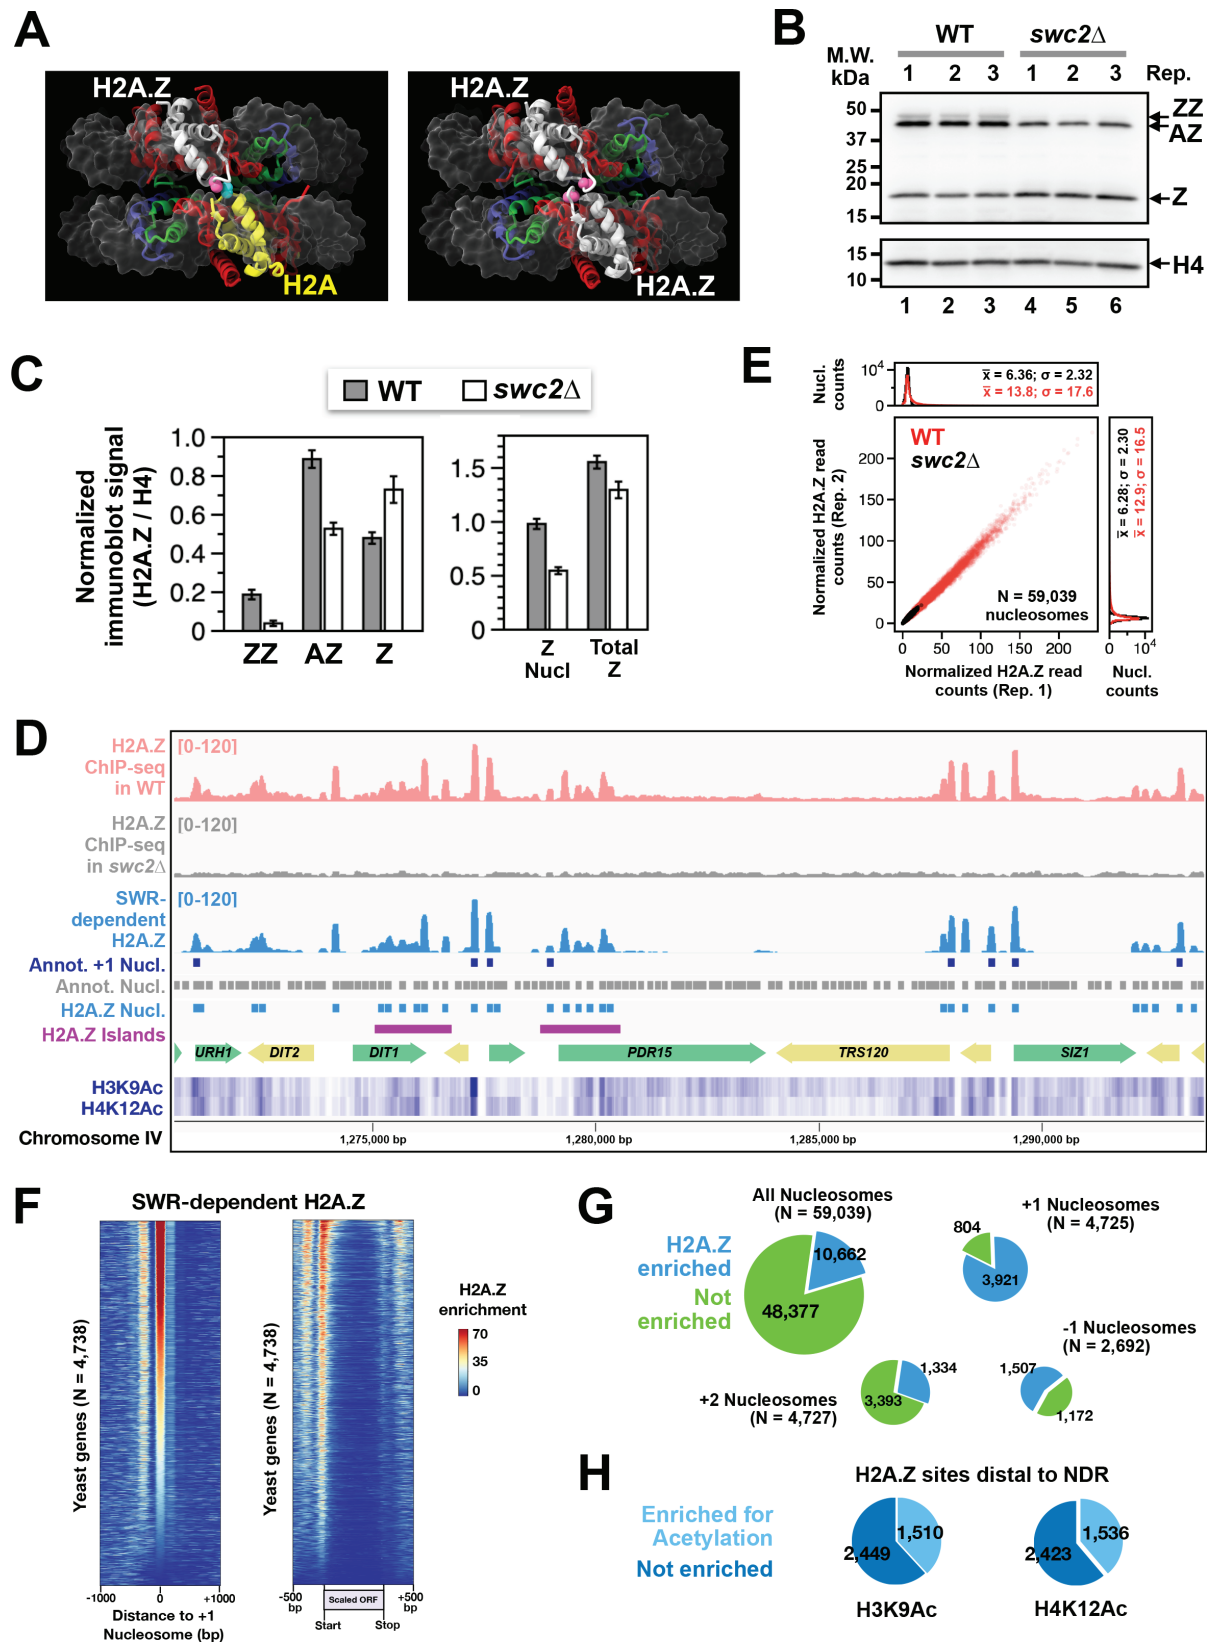 A
H2A.Z
H2A
H2A.Z
H2A.Z
B
WT
swc2Δ
M.W.
kDa
1 2 3 1 2 3 Rep.
50
37
25
20
15
ZZ
AZ
Z
15
10
H4
1 2 3 4 5 6
C
WT
swc2Δ
Normalized
immunoblot signal
(H2A.Z / H4)
1.0
0.8
0.6
0.4
0.2
0
ZZ AZ Z
1.5
1.0
0.5
0
Z
Nucl
Total
Z
E
Nucl.
counts
10⁴
0
x̅ = 6.36; σ = 2.32
x̅ = 13.8; σ = 17.6
Normalized H2A.Z read
counts (Rep. 2)
200
150
100
50
0
WT
swc2Δ
N = 59,039
nucleosomes
0 50 100 150 200
Normalized H2A.Z read
counts (Rep. 1)
x̅ = 6.28; σ = 2.30
x̅ = 12.9; σ = 16.5
0 10⁴
Nucl.
counts
D
H2A.Z
ChIP-seq
in WT
[0-120]
H2A.Z
ChIP-seq
in swc2Δ
[0-120]
SWR-
dependent
H2A.Z
[0-120]
Annot. +1 Nucl.
Annot. Nucl.
H2A.Z Nucl.
H2A.Z Islands
URH1 DIT2 DIT1 PDR15 TRS120 SIZ1
H3K9Ac
H4K12Ac
Chromosome IV
1,275,000 bp 1,280,000 bp 1,285,000 bp 1,290,000 bp
F
SWR-dependent H2A.Z
Yeast genes (N = 4,738)
-1000 0 +1000
Distance to +1
Nucleosome (bp)
Yeast genes (N = 4,738)
-500
bp
Scaled ORF
+500
bp
Start Stop
H2A.Z
enrichment
70
35
0
G
All Nucleosomes
(N = 59,039)
H2A.Z
enriched
Not
enriched
10,662
48,377
+1 Nucleosomes
(N = 4,725)
804
3,921
-1 Nucleosomes
(N = 2,692)
1,507
1,172
+2 Nucleosomes
(N = 4,727)
1,334
3,393
H
H2A.Z sites distal to NDR
Enriched for
Acetylation
Not enriched
1,510
2,449
H3K9Ac
1,536
2,423
H4K12Ac